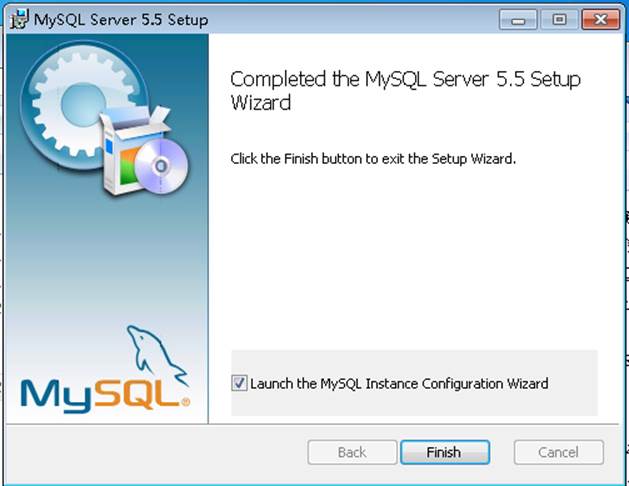 MySQL Server 5.5 Setup
Completed the MySQL Server 5.5 Setup
Wizard
Click the Finish button to exit the Setup Wizard.
Launch the MySQL Instance Configuration Wizard
MySQL®
Back
Finish
Cancel